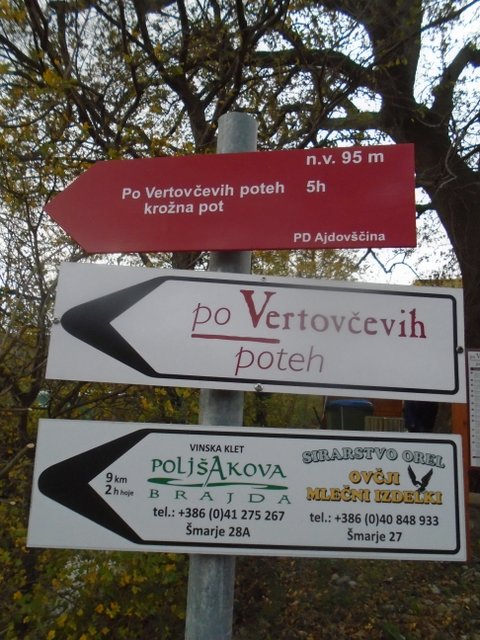 n.v. 95 m
Po Vertovčevih poteh 5h
krožna pot
PD Ajdovščina
po Vertovčevih
poteh
9 km
2 h hoje
VINSKA KLET
POLJŠAKOVA
BRAJDA
tel.: +386 (0)41 275 267
Šmarje 28A
SIRARSTVO OREL
OVČJI
MLEČNI IZDELKI
tel.: +386 (0)40 848 933
Šmarje 27